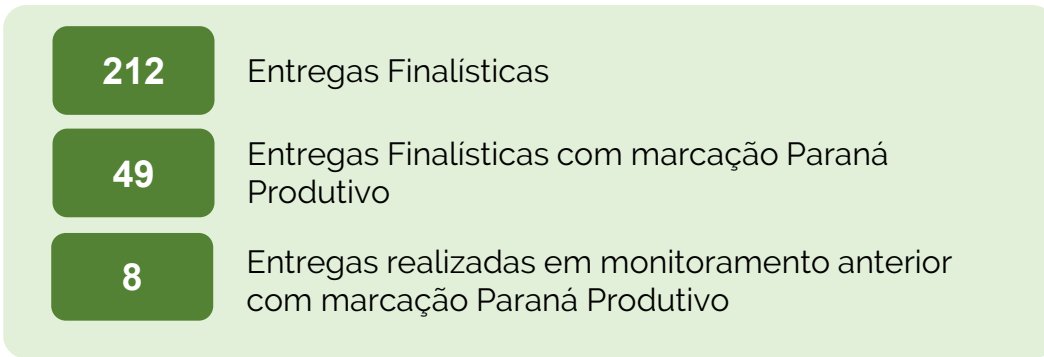 212
Entregas Finalísticas
49
Entregas Finalísticas com marcação Paraná
Produtivo
8
Entregas realizadas em monitoramento anterior
com marcação Paraná Produtivo